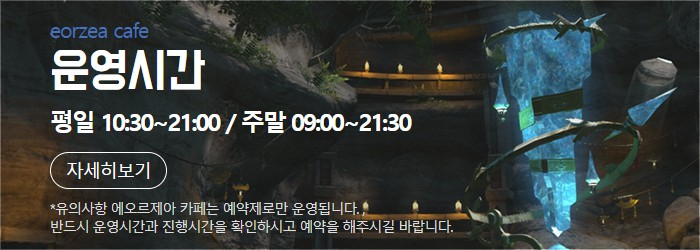 eorzea cafe
운영시간
평일 10:30~21:00 / 주말 09:00~21:30
자세히보기
*유의사항 에오르제아 카페는 예약제로만 운영됩니다.
반드시 운영시간과 진행시간을 확인하시고 예약을 해주시길 바랍니다.